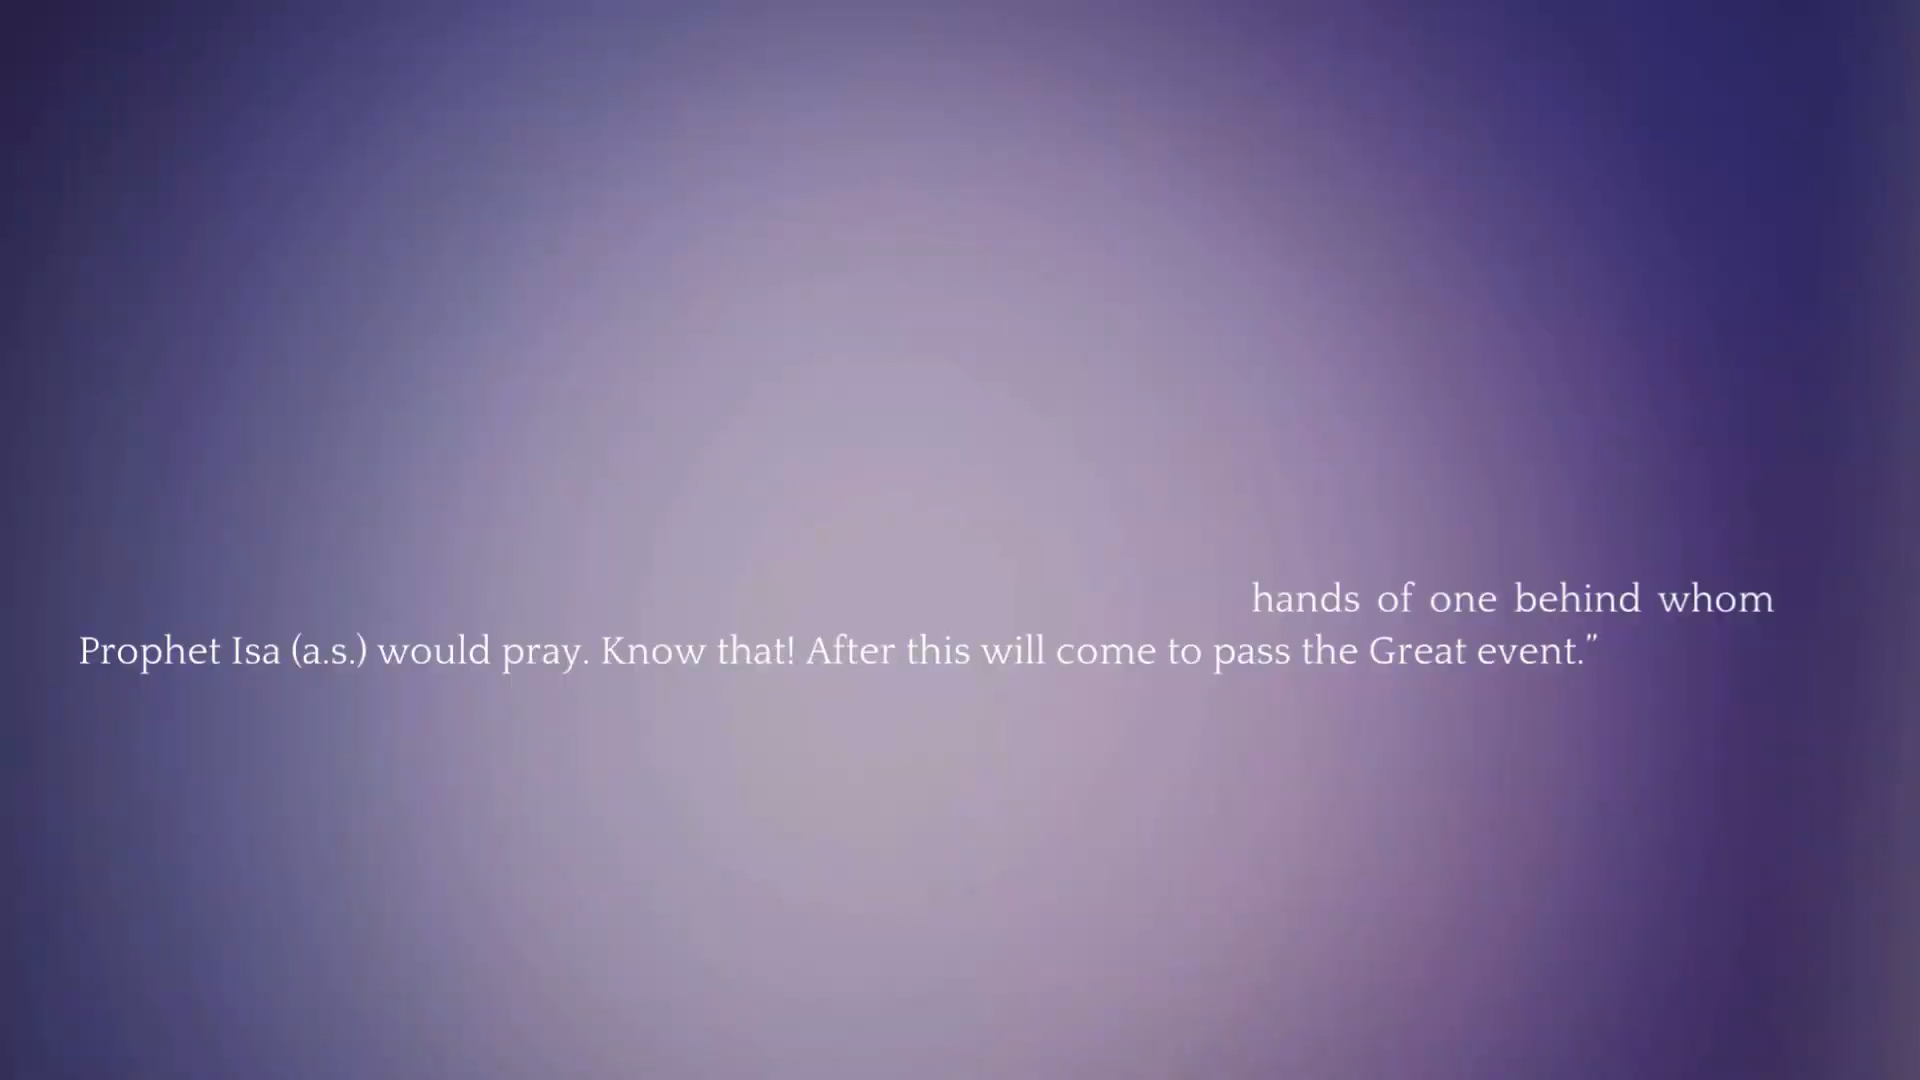 hands of one behind whom
Prophet Isa (a.s.) would pray. Know that! After this will come to pass the Great event.”